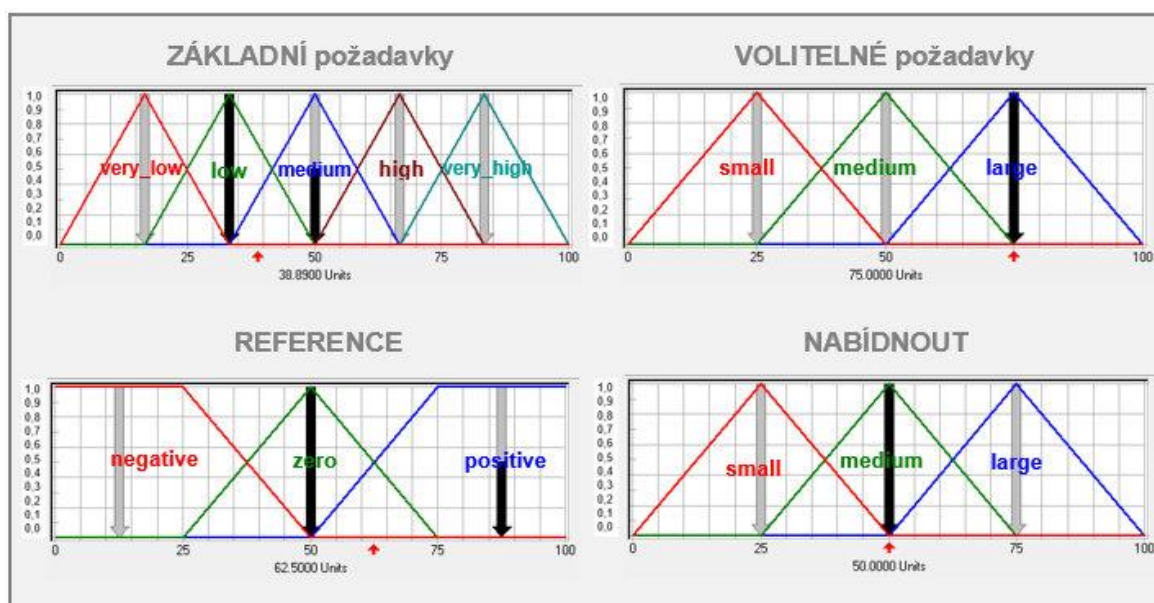 ZÁKLADNÍ požadavky
1,0
0,9
0,8
0,7
0,6
0,5
0,4
0,3
0,2
0,1
0,0
very_low low medium high very_high
0 25 50 75 100
38.8900 Units
VOLITELNÉ požadavky
1,0
0,9
0,8
0,7
0,6
0,5
0,4
0,3
0,2
0,1
0,0
small medium large
0 25 50 75 100
75.0000 Units
REFERENCE
1,0
0,9
0,8
0,7
0,6
0,5
0,4
0,3
0,2
0,1
0,0
negative zero positive
0 25 50 75 100
62.5000 Units
NABÍDNOUT
1,0
0,9
0,8
0,7
0,6
0,5
0,4
0,3
0,2
0,1
0,0
small medium large
0 25 50 75 100
50.0000 Units